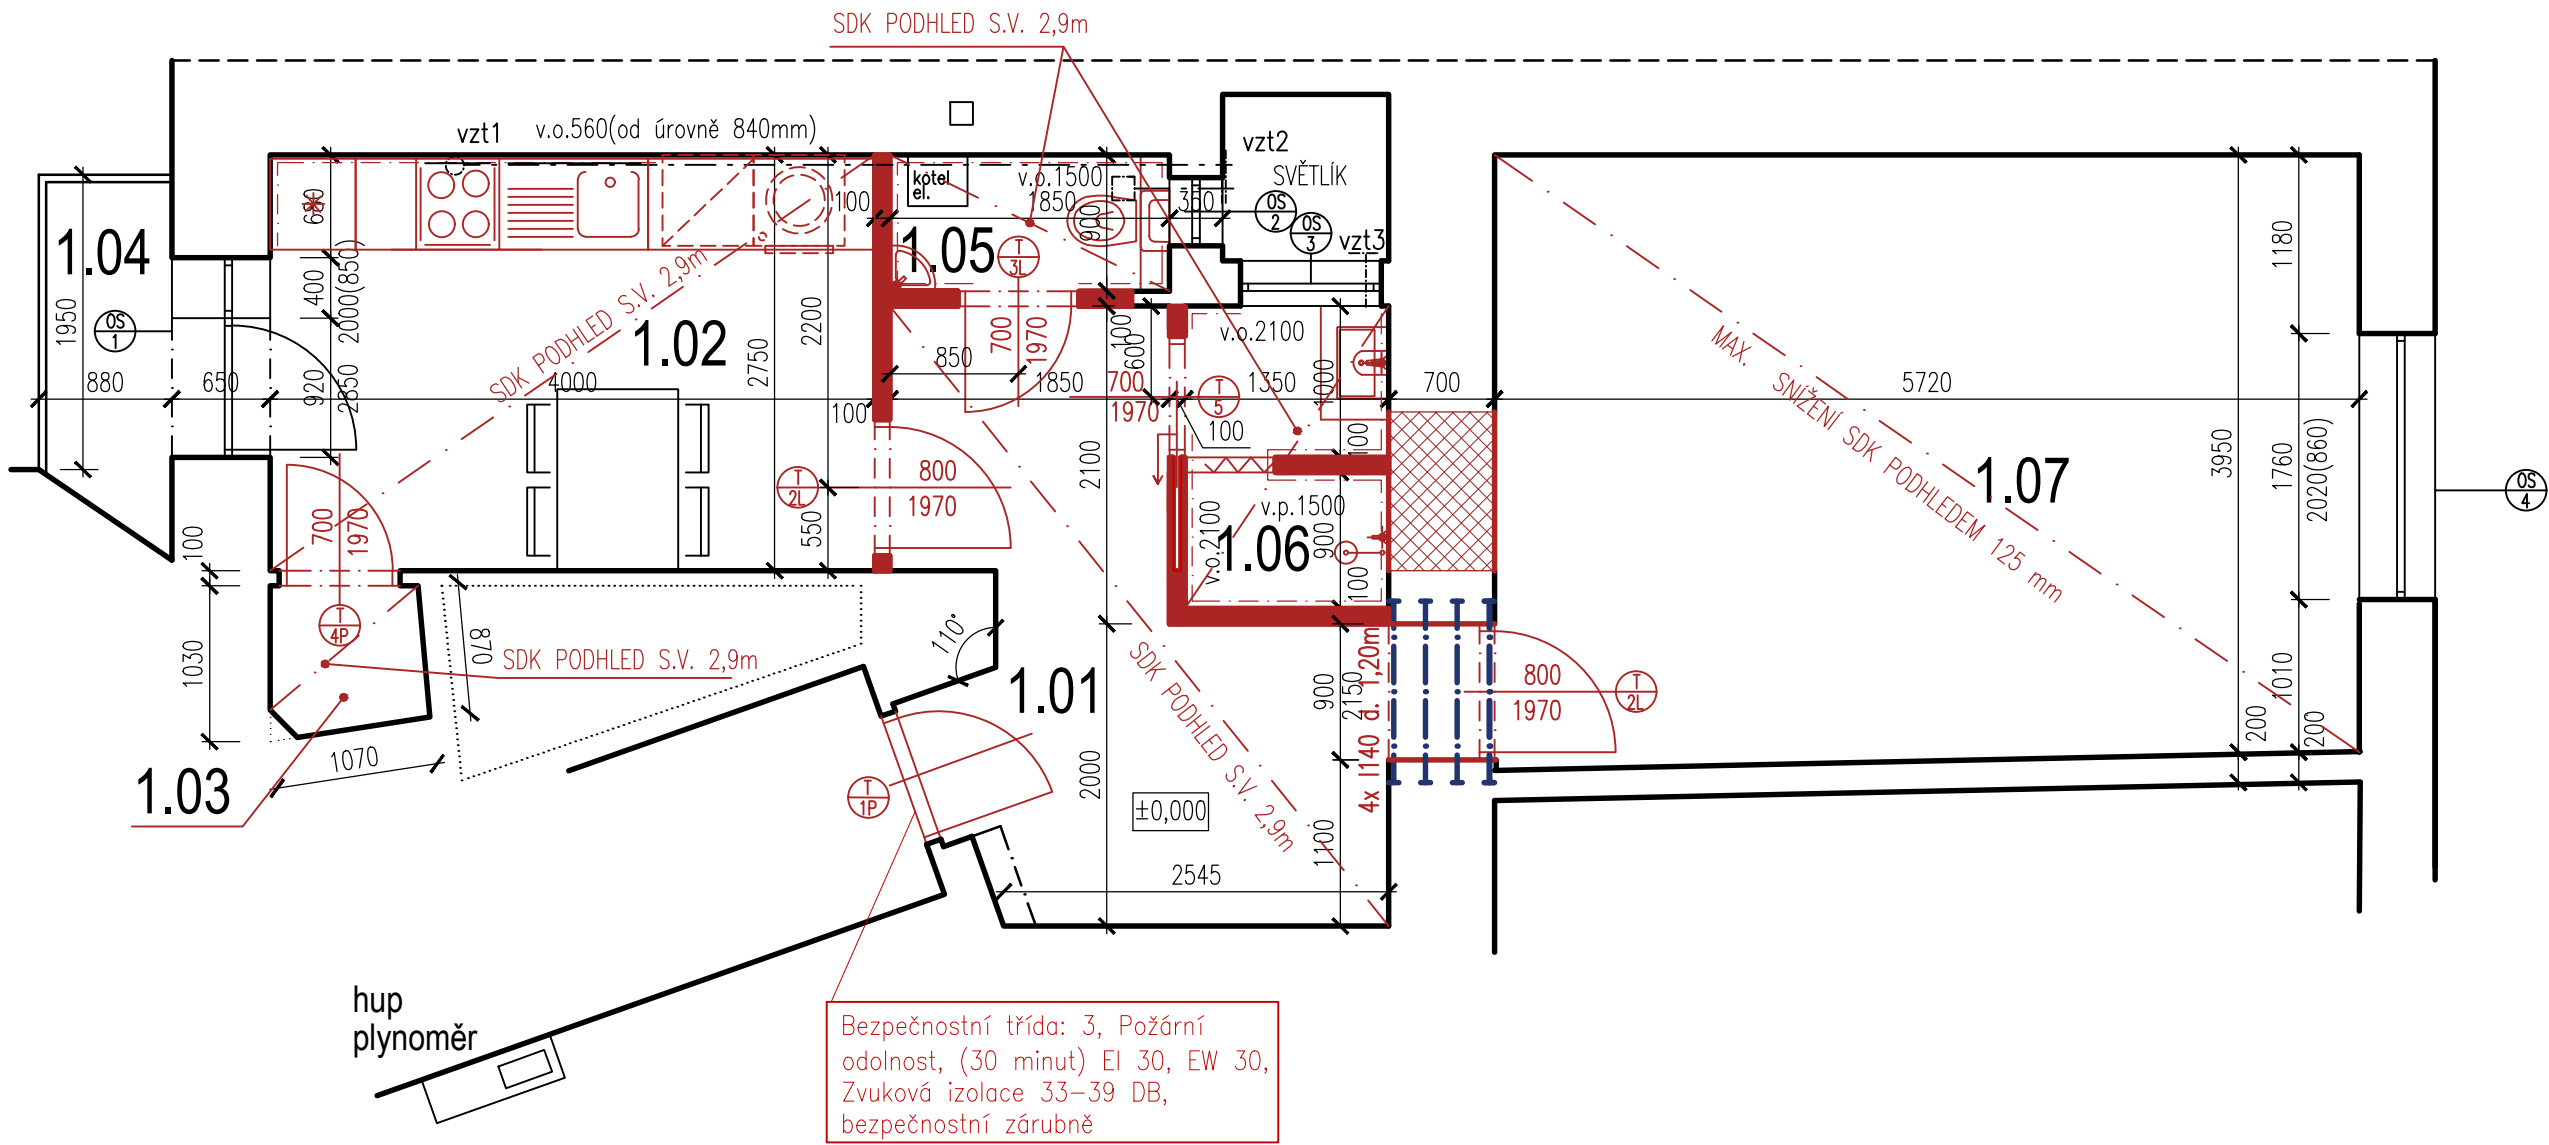 SDK PODHLED S.V. 2,9m
vzt1
v.o.560(od úrovně 840mm)
vzt2
SVĚTLÍK
kotel
el.
v.o.1500
1850
350
100
OS
2
OS
3
vzt3
1.04
1950
OS
1
880
650
400
2000(850)
920
2850
SDK PODHLED S.V. 2,9m
4000
1.02
2750
2200
100
1.05
900
T
3L
700
1970
850
1850
100
600
v.o.2100
700
1970
T
5
1350
1000
100
100
700
5720
MAX. SNÍŽENÍ SDK PODHLEDEM 125 mm
1180
3950
1.07
1760
2020(860)
OS
4
T
2L
800
1970
550
2100
v.o.2100
v.p.1500
1.06
900
100
100
700
1970
T
4P
1030
870
SDK PODHLED S.V. 2,9m
110°
1.01
SDK PODHLED S.V. 2,9m
900
2150
4x I140 d. 1,20m
800
1970
T
2L
1010
200
200
1070
1.03
T
1P
2000
±0,000
1100
2545
hup
plynoměr
Bezpečnostní třída: 3, Požární
odolnost, (30 minut) EI 30, EW 30,
Zvuková izolace 33–39 DB,
bezpečnostní zárubně